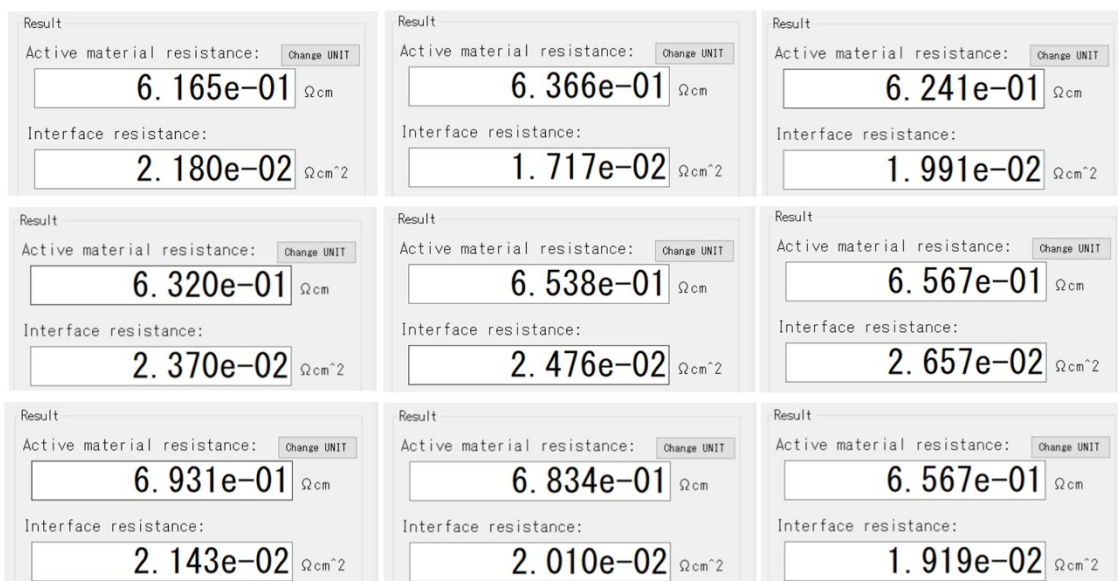 Result
Active material resistance: Change UNIT
6.165e-01 Ωcm
Interface resistance:
2.180e-02 Ωcm^2
Result
Active material resistance: Change UNIT
6.366e-01 Ωcm
Interface resistance:
1.717e-02 Ωcm^2
Result
Active material resistance: Change UNIT
6.241e-01 Ωcm
Interface resistance:
1.991e-02 Ωcm^2
Result
Active material resistance: Change UNIT
6.320e-01 Ωcm
Interface resistance:
2.370e-02 Ωcm^2
Result
Active material resistance: Change UNIT
6.538e-01 Ωcm
Interface resistance:
2.476e-02 Ωcm^2
Result
Active material resistance: Change UNIT
6.567e-01 Ωcm
Interface resistance:
2.657e-02 Ωcm^2
Result
Active material resistance: Change UNIT
6.931e-01 Ωcm
Interface resistance:
2.143e-02 Ωcm^2
Result
Active material resistance: Change UNIT
6.834e-01 Ωcm
Interface resistance:
2.010e-02 Ωcm^2
Result
Active material resistance: Change UNIT
6.567e-01 Ωcm
Interface resistance:
1.919e-02 Ωcm^2